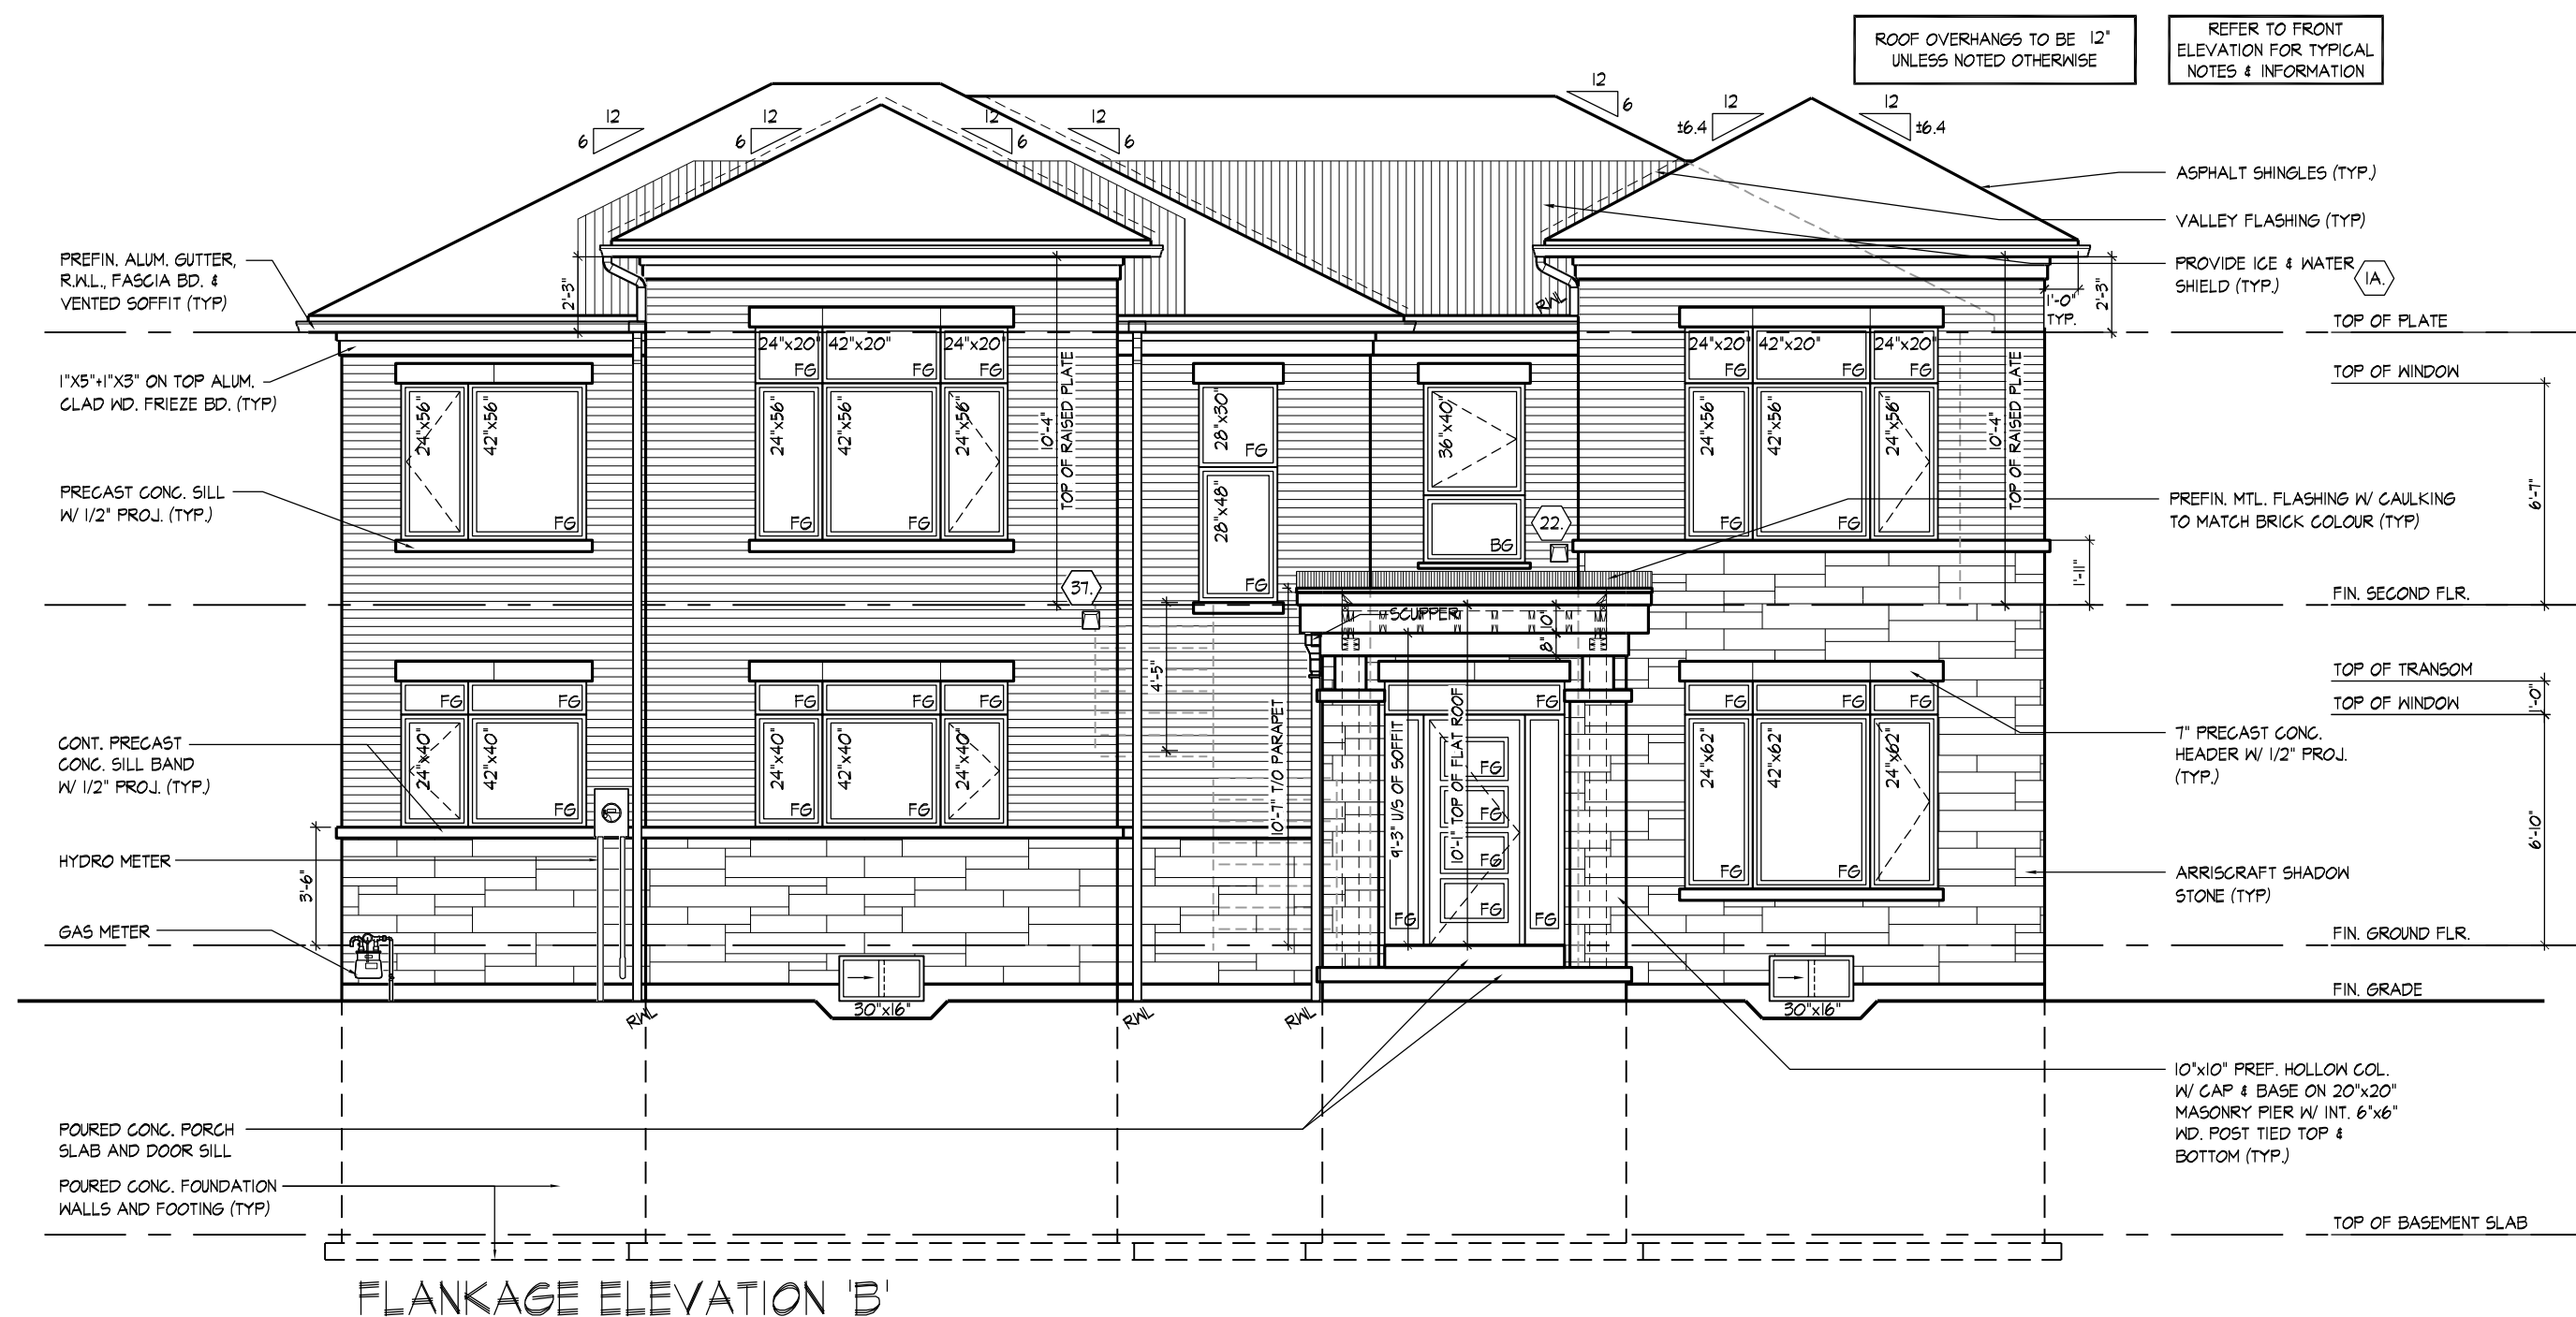 ROOF OVERHANGS TO BE 12"
UNLESS NOTED OTHERWISE
REFER TO FRONT
ELEVATION FOR TYPICAL
NOTES & INFORMATION
12
6
12
6
12
6
12
6
12
6
12
±6.4
12
±6.4
PREFIN. ALUM. GUTTER,
R.W.L., FASCIA BD. &
VENTED SOFFIT (TYP)
1"X5"+1"X3" ON TOP ALUM.
CLAD WD. FRIEZE BD. (TYP)
PRECAST CONC. SILL
W/ 1/2" PROJ. (TYP.)
CONT. PRECAST
CONC. SILL BAND
W/ 1/2" PROJ. (TYP.)
HYDRO METER
GAS METER
POURED CONC. PORCH
SLAB AND DOOR SILL
POURED CONC. FOUNDATION
WALLS AND FOOTING (TYP)
3'-6"
2'-3"
24"x56"
42"x56"
FG
24"x20"
42"x20"
24"x20"
FG
FG
FG
24"x56"
42"x56"
24"x56"
FG
FG
10'-4"
TOP OF RAISED PLATE
28"x30"
FG
28"x48"
FG
36"x40"
BG
22.
37.
RWL
24"x20"
42"x20"
24"x20"
FG
FG
FG
24"x56"
42"x56"
24"x56"
FG
FG
10'-4"
TOP OF RAISED PLATE
1'-0"
TYP.
2'-3"
1'-11"
FG
FG
24"x40"
42"x40"
FG
FG
FG
FG
24"x40"
42"x40"
24"x40"
FG
FG
4'-5"
SCUPPER
10"
8"
10'-7" T/O PARAPET
9'-3" U/S OF SOFFIT
10'-1" TOP OF FLAT ROOF
FG
FG
FG
FG
FG
FG
FG
FG
FG
FG
24"x62"
42"x62"
24"x62"
FG
FG
30"x16"
30"x16"
RWL
RWL
RWL
ASPHALT SHINGLES (TYP.)
VALLEY FLASHING (TYP)
PROVIDE ICE & WATER
SHIELD (TYP.)
1A.
TOP OF PLATE
TOP OF WINDOW
PREFIN. MTL. FLASHING W/ CAULKING
TO MATCH BRICK COLOUR (TYP)
6'-7"
FIN. SECOND FLR.
TOP OF TRANSOM
TOP OF WINDOW
1'-0"
7" PRECAST CONC.
HEADER W/ 1/2" PROJ.
(TYP.)
6'-10"
ARRISCRAFT SHADOW
STONE (TYP)
FIN. GROUND FLR.
FIN. GRADE
10"x10" PREF. HOLLOW COL.
W/ CAP & BASE ON 20"x20"
MASONRY PIER W/ INT. 6"x6"
WD. POST TIED TOP &
BOTTOM (TYP.)
TOP OF BASEMENT SLAB
FLANKAGE ELEVATION 'B'